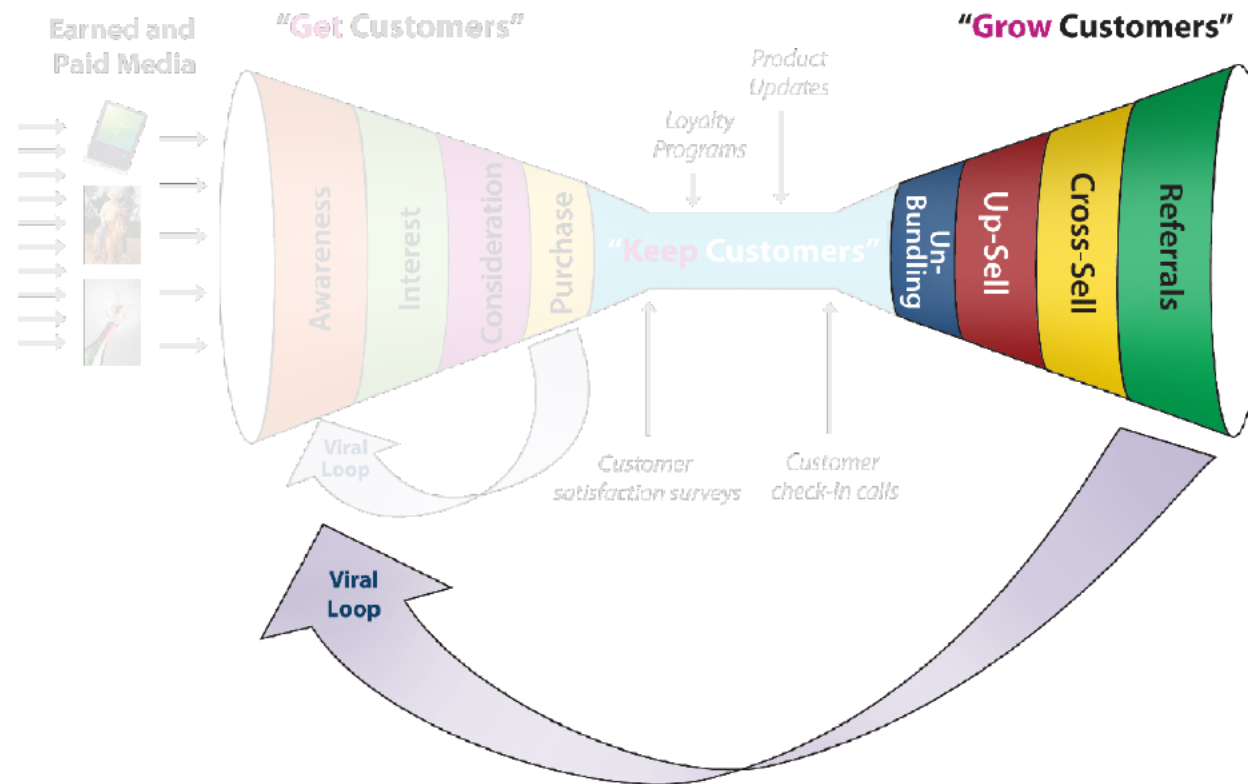 Earned and
Paid Media
“Get Customers”
“Grow Customers”
Product
Updates
Loyalty
Programs
Awareness
Interest
Consideration
Purchase
“Keep Customers”
Un-
Bundling
Up-Sell
Cross-Sell
Referrals
Viral
Loop
Customer
satisfaction surveys
Customer
check-in calls
Viral
Loop